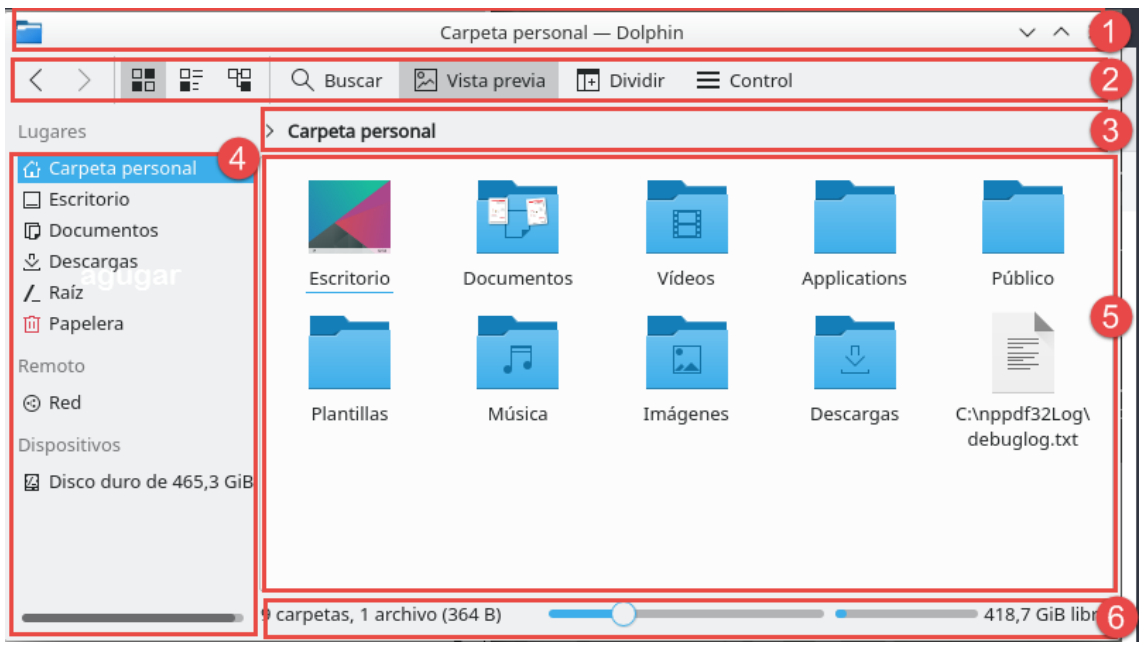 Carpeta personal — Dolphin
1
Buscar
Vista previa
Dividir
Control
2
Lugares
Carpeta personal
3
4
Carpeta personal
Escritorio
Documentos
Descargas
agugar
Raíz
Papelera
Remoto
Red
Dispositivos
Disco duro de 465,3 GiB
Escritorio
Documentos
Vídeos
Applications
Público
5
Plantillas
Música
Imágenes
Descargas
C:\nppdf32Log\
debuglog.txt
9 carpetas, 1 archivo (364 B)
418,7 GiB libr
6